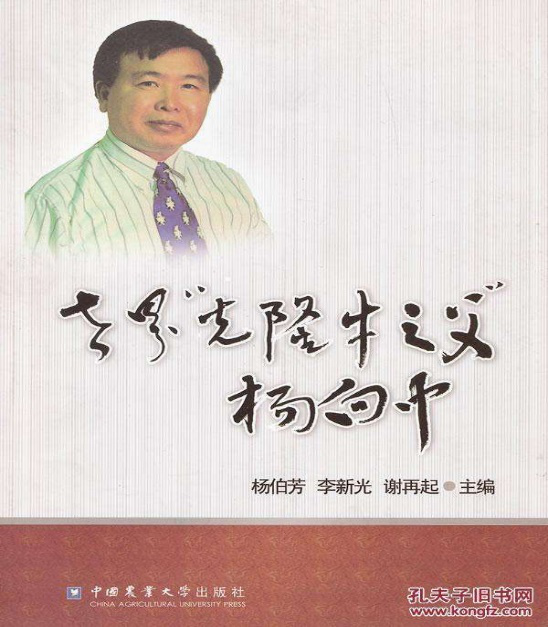 世界“克隆牛之父”
杨向中
杨伯芳 李新光 谢再起 ● 主编
中国农业大学出版社
CHINA AGRICULTURAL UNIVERSITY PRESS
孔夫子旧书网
www.kongfz.com